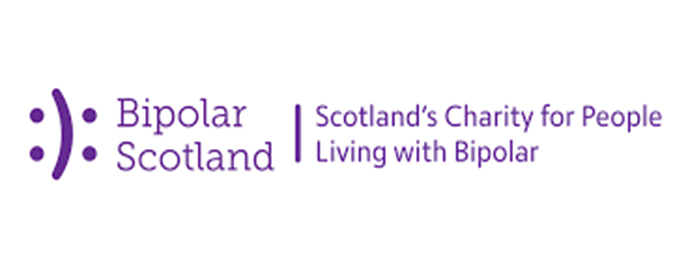 Bipolar
Scotland
Scotland's Charity for People
Living with Bipolar